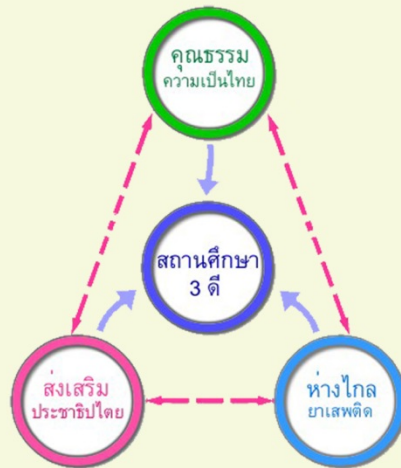 คุณธรรม
ความเป็นไทย
สถานศึกษา
3 ดี
ส่งเสริม
ประชาธิปไตย
ห่างไกล
ยาเสพติด